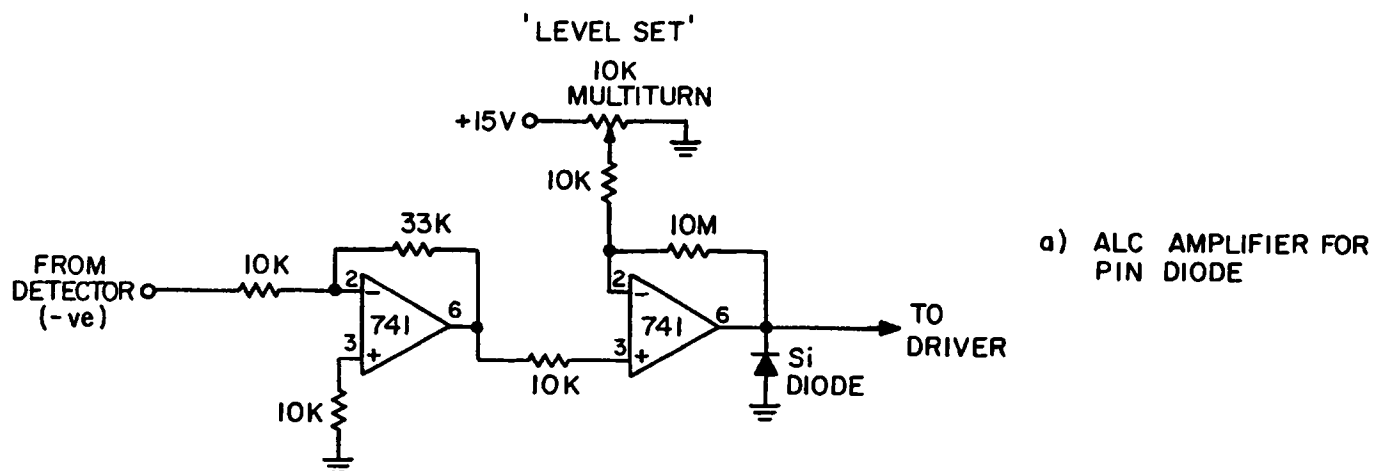 'LEVEL SET'
10K
MULTITURN
+15V
10K
33K
10M
FROM
DETECTOR
(-ve)
10K
2
-
741
6
3
+
10K
10K
2
-
741
6
3
+
TO
DRIVER
Si
DIODE
a) ALC AMPLIFIER FOR
PIN DIODE